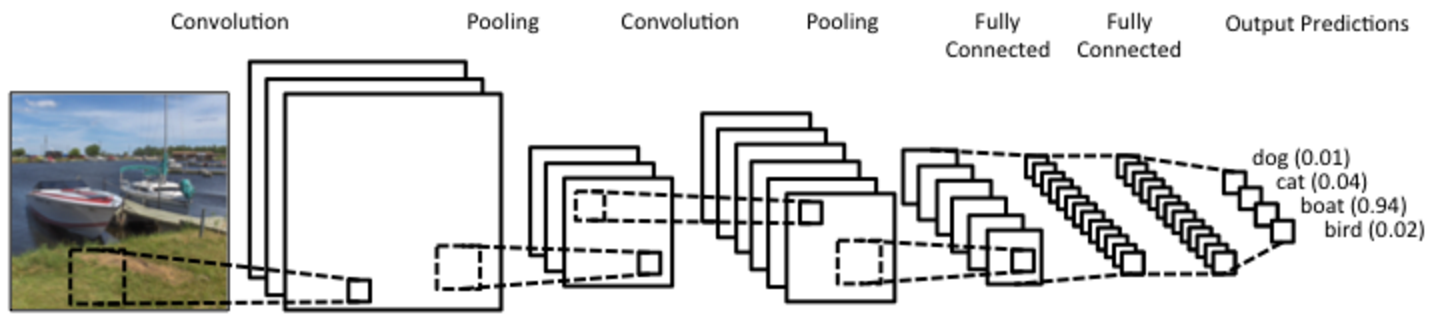 Convolution
Pooling
Convolution
Pooling
Fully
Connected
Fully
Connected
Output Predictions
dog (0.01)
cat (0.04)
boat (0.94)
bird (0.02)